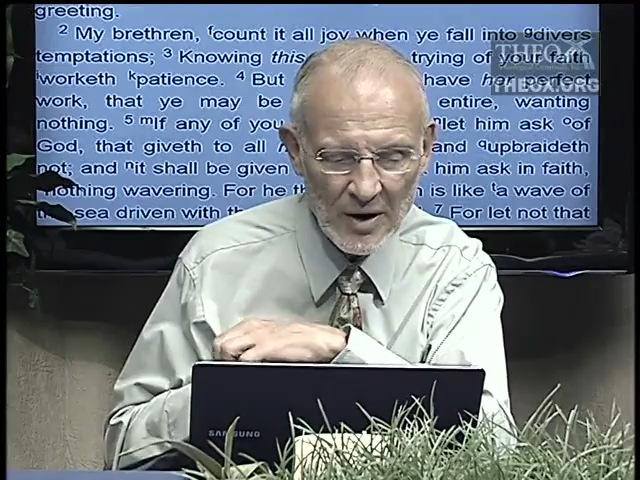 greeting.
2 My brethren, fcount it all joy when ye fall into gdivers
temptations; 3 Knowing this trying of your faith
worketh kpatience. 4 But have her perfect
work, that ye may be entire, wanting
nothing. 5 mIf any of you let him ask oof
God, that giveth to all and qupbraideth
not; and nit shall be given him ask in faith,
nothing wavering. For he is like ta wave of
sea driven with 7 For let not that
THEOX
THEOX.ORG
SAMSUNG